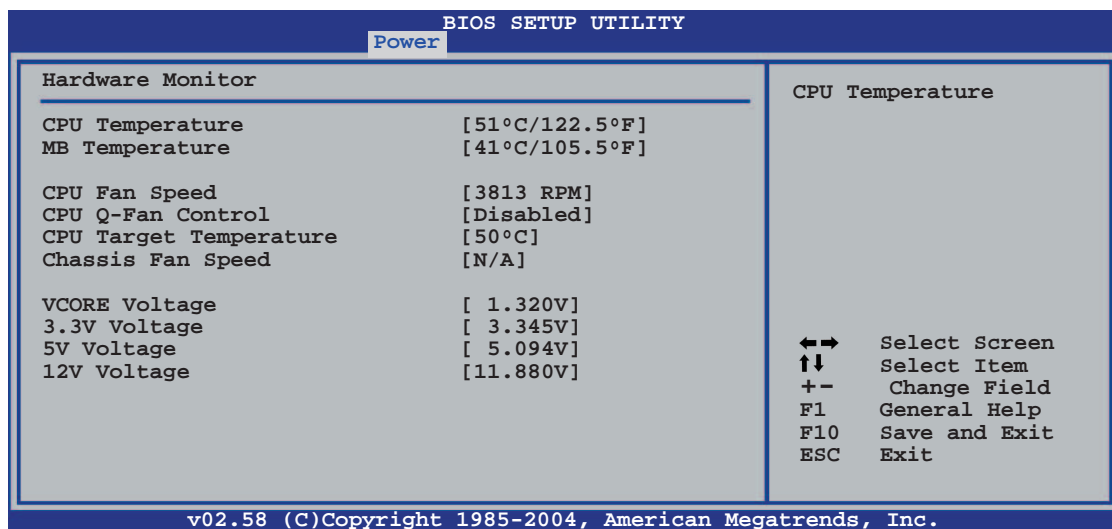 BIOS SETUP UTILITY
Power
Hardware Monitor
CPU Temperature [51ºC/122.5ºF]
MB Temperature [41ºC/105.5ºF]
CPU Fan Speed [3813 RPM]
CPU Q-Fan Control [Disabled]
CPU Target Temperature [50ºC]
Chassis Fan Speed [N/A]
VCORE Voltage [ 1.320V]
3.3V Voltage [ 3.345V]
5V Voltage [ 5.094V]
12V Voltage [11.880V]
CPU Temperature
←→ Select Screen
↑↓ Select Item
+- Change Field
F1 General Help
F10 Save and Exit
ESC Exit
v02.58 (C)Copyright 1985-2004, American Megatrends, Inc.